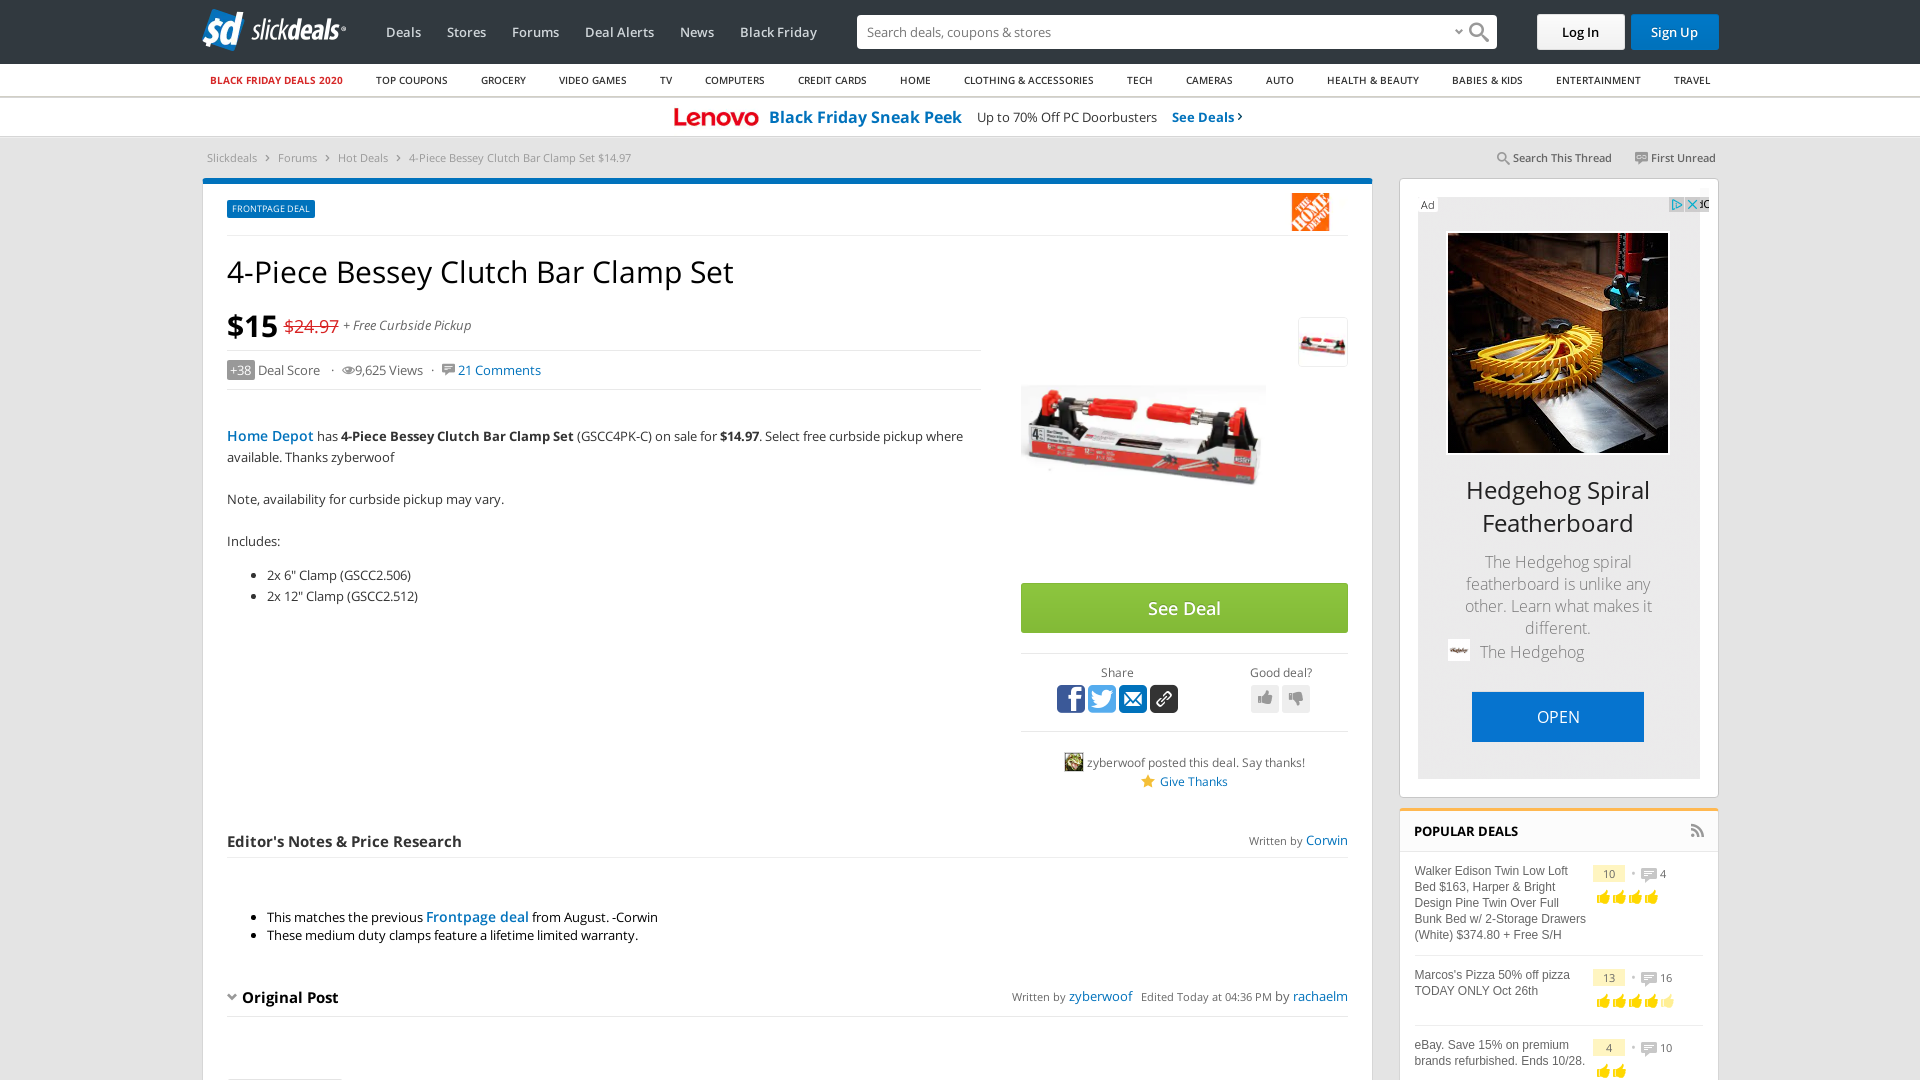 slickdeals
Deals
Stores
Forums
Deal Alerts
News
Black Friday
Search deals, coupons & stores
Log In
Sign Up
BLACK FRIDAY DEALS 2020
TOP COUPONS
GROCERY
VIDEO GAMES
TV
COMPUTERS
CREDIT CARDS
HOME
CLOTHING & ACCESSORIES
TECH
CAMERAS
AUTO
HEALTH & BEAUTY
BABIES & KIDS
ENTERTAINMENT
TRAVEL
Lenovo Black Friday Sneak Peek Up to 70% Off PC Doorbusters See Deals ›
Slickdeals › Forums › Hot Deals › 4-Piece Bessey Clutch Bar Clamp Set $14.97
Search This Thread
First Unread
FRONTPAGE DEAL
THE HOME DEPOT
4-Piece Bessey Clutch Bar Clamp Set
$15 $24.97 + Free Curbside Pickup
+38 Deal Score · 9,625 Views · 21 Comments
Home Depot has 4-Piece Bessey Clutch Bar Clamp Set (GSCC4PK-C) on sale for $14.97. Select free curbside pickup where
available. Thanks zyberwoof
Note, availability for curbside pickup may vary.
Includes:
• 2x 6" Clamp (GSCC2.506)
• 2x 12" Clamp (GSCC2.512)
See Deal
Share
Good deal?
zyberwoof posted this deal. Say thanks!
Give Thanks
Editor's Notes & Price Research
Written by Corwin
• This matches the previous Frontpage deal from August. -Corwin
• These medium duty clamps feature a lifetime limited warranty.
Original Post
Written by zyberwoof Edited Today at 04:36 PM by rachaelm
Ad
Hedgehog Spiral
Featherboard
The Hedgehog spiral
featherboard is unlike any
other. Learn what makes it
different.
The Hedgehog
OPEN
POPULAR DEALS
Walker Edison Twin Low Loft
Bed $163, Harper & Bright
Design Pine Twin Over Full
Bunk Bed w/ 2-Storage Drawers
(White) $374.80 + Free S/H
10 • 4
Marcos's Pizza 50% off pizza
TODAY ONLY Oct 26th
13 • 16
eBay. Save 15% on premium
brands refurbished. Ends 10/28.
4 • 10